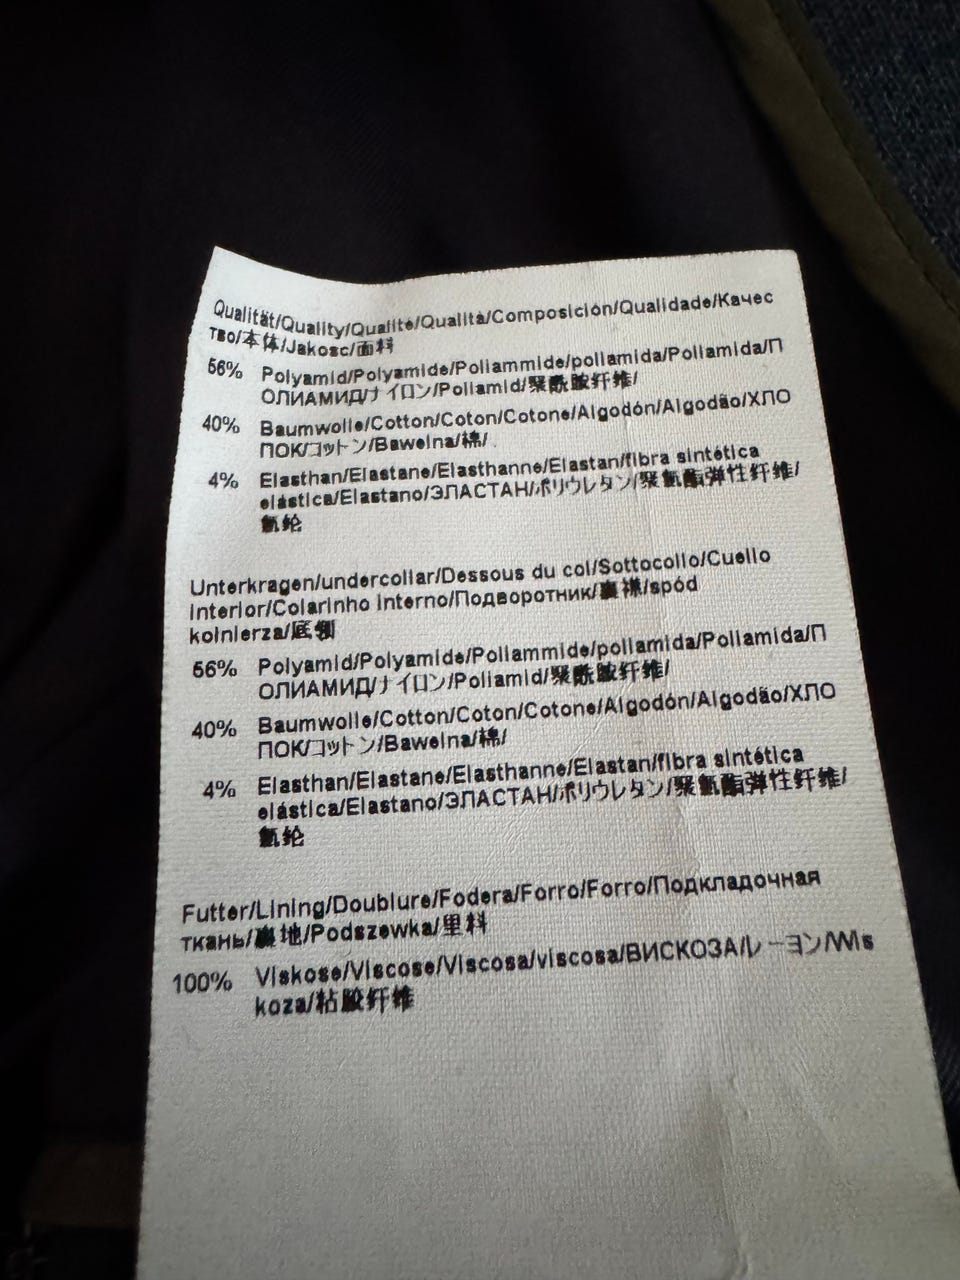 Qualität/Quality/Qualité/Qualità/Composición/Qualidade/Качес
тво/本体/Jakosc/面料
56% Polyamid/Polyamide/Poliammide/poliamida/Poliamida/П
ОЛИАМИД/ナイロン/Poliamid/聚酰胺纤维/
40% Baumwolle/Cotton/Coton/Cotone/Algodón/Algodão/ХЛО
ПОК/コットン/Bawelna/棉/
4% Elasthan/Elastane/Elasthanne/Elastan/fibra sintética
elástica/Elastano/ЭЛАСТАН/ポリウレタン/聚氨酯弹性纤维/
氨纶
Unterkragen/undercollar/Dessous du col/Sottocollo/Cuello
interior/Colarinho interno/Подворотник/裏襟/spód
kolnierza/底领
56% Polyamid/Polyamide/Poliammide/poliamida/Poliamida/П
ОЛИАМИД/ナイロン/Poliamid/聚酰胺纤维/
40% Baumwolle/Cotton/Coton/Cotone/Algodón/Algodão/ХЛО
ПОК/コットン/Bawelna/棉/
4% Elasthan/Elastane/Elasthanne/Elastan/fibra sintética
elástica/Elastano/ЭЛАСТАН/ポリウレタン/聚氨酯弹性纤维/
氨纶
Futter/Lining/Doublure/Fodera/Forro/Forro/Подкладочная
ткань/裏地/Podszewka/里料
100% Viskose/Viscose/Viscosa/viscosa/ВИСКОЗА/レーヨン/Wis
koza/粘胶纤维